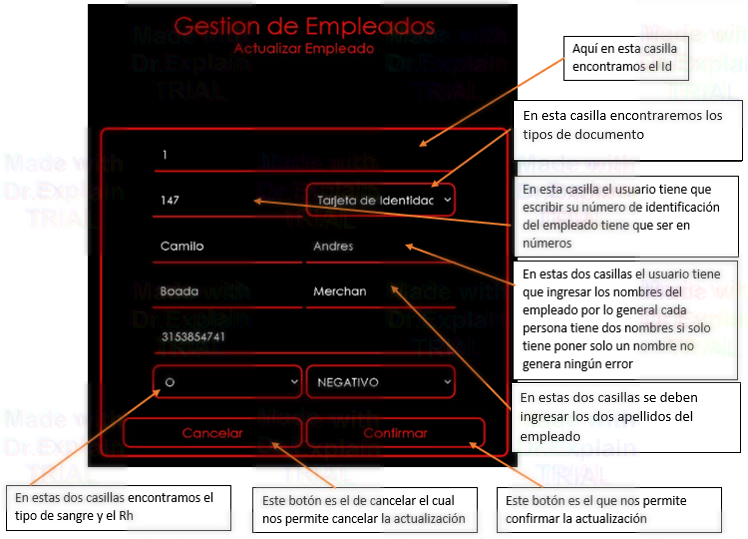 Gestion de Empleados
Actualizar Empleado
Aquí en esta casilla
encontramos el Id
En esta casilla encontraremos los
tipos de documento
1
147
Tarjeta de Identidad
En esta casilla el usuario tiene que
escribir su número de identificación
del empleado tiene que ser en
números
Camilo
Andres
Boada
Merchan
En estas dos casillas el usuario tiene
que ingresar los nombres del
empleado por lo general cada
persona tiene dos nombres si solo
tiene poner solo un nombre no
genera ningún error
3153854741
O
NEGATIVO
En estas dos casillas se deben
ingresar los dos apellidos del
empleado
Cancelar
Confirmar
En estas dos casillas encontramos el
tipo de sangre y el Rh
Este botón es el de cancelar el cual
nos permite cancelar la actualización
Este botón es el que nos permite
confirmar la actualización
Made with
Dr.Explain
TRIAL